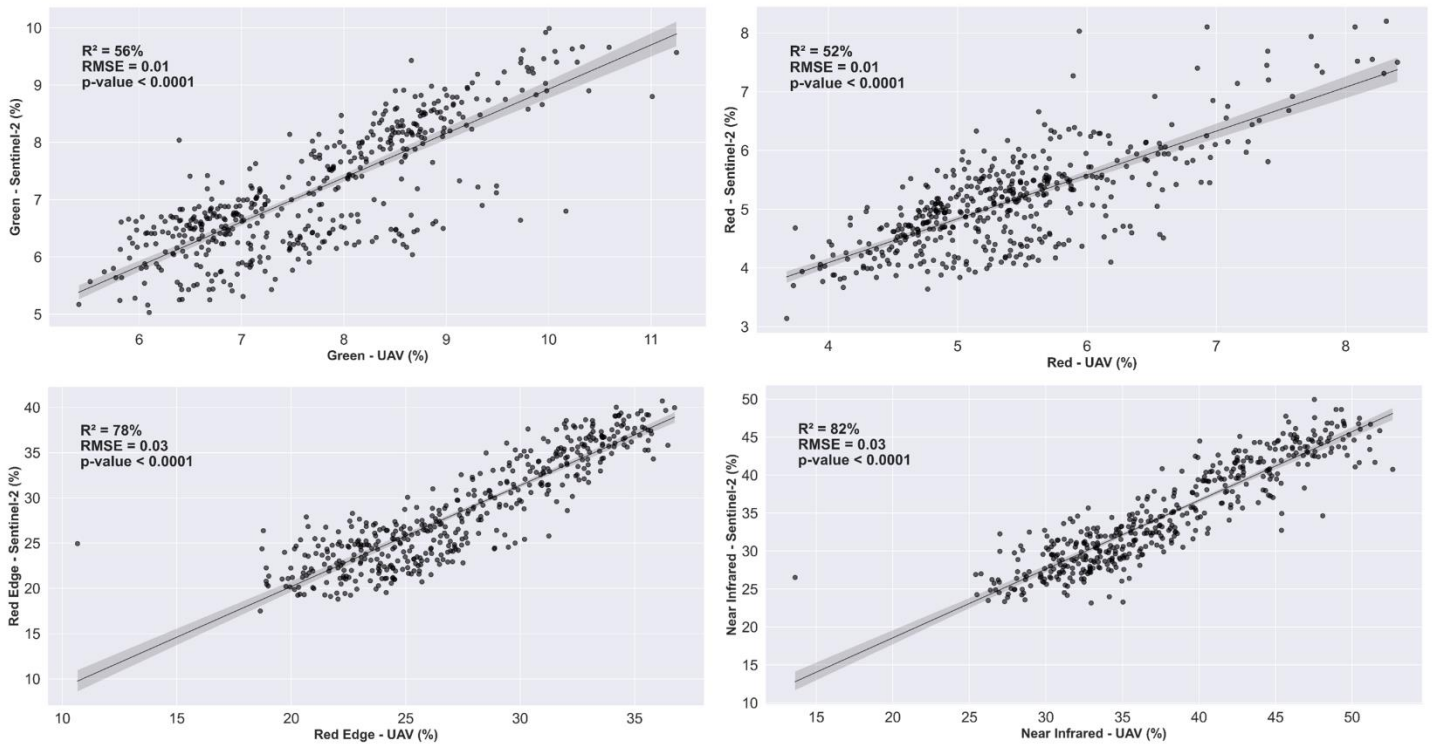 R² = 56%
RMSE = 0.01
p-value < 0.0001
10
9
8
7
6
5
Green - Sentinel-2 (%)
6
7
8
9
10
11
Green - UAV (%)
R² = 52%
RMSE = 0.01
p-value < 0.0001
8
7
6
5
4
3
Red - Sentinel-2 (%)
4
5
6
7
8
Red - UAV (%)
R² = 78%
RMSE = 0.03
p-value < 0.0001
40
35
30
25
20
15
10
Red Edge - Sentinel-2 (%)
10
15
20
25
30
35
Red Edge - UAV (%)
R² = 82%
RMSE = 0.03
p-value < 0.0001
50
45
40
35
30
25
20
15
10
Near Infrared - Sentinel-2 (%)
15
20
25
30
35
40
45
50
Near Infrared - UAV (%)